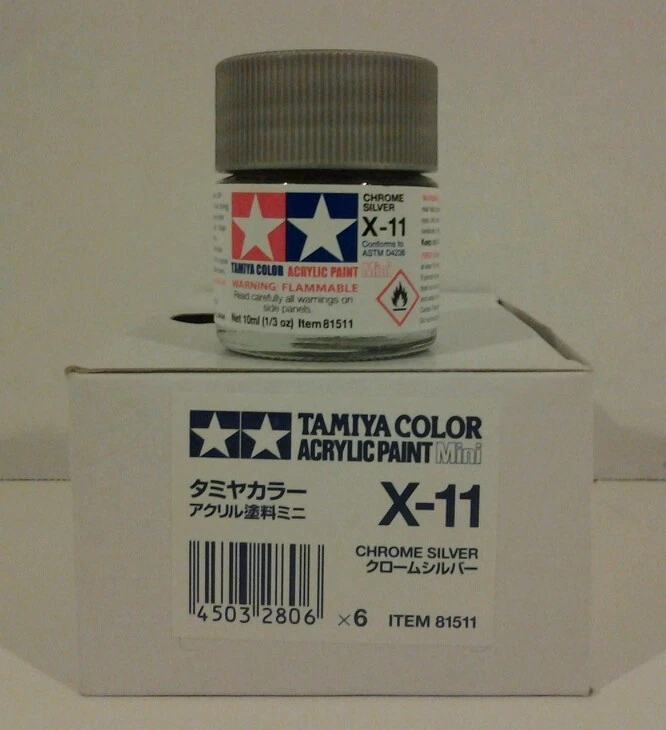 CHROME
SILVER
X-11
Conforms to
ASTM D4236
TAMIYA COLOR ACRYLIC PAINT Mini
WARNING: FLAMMABLE
Read carefully all warnings on
side panels.
Net 10ml (1/3 oz) Item 81511
TAMIYA COLOR
ACRYLIC PAINT Mini
タミヤカラー
アクリル塗料ミニ
X-11
CHROME SILVER
クロームシルバー
45032806
×6 ITEM 81511